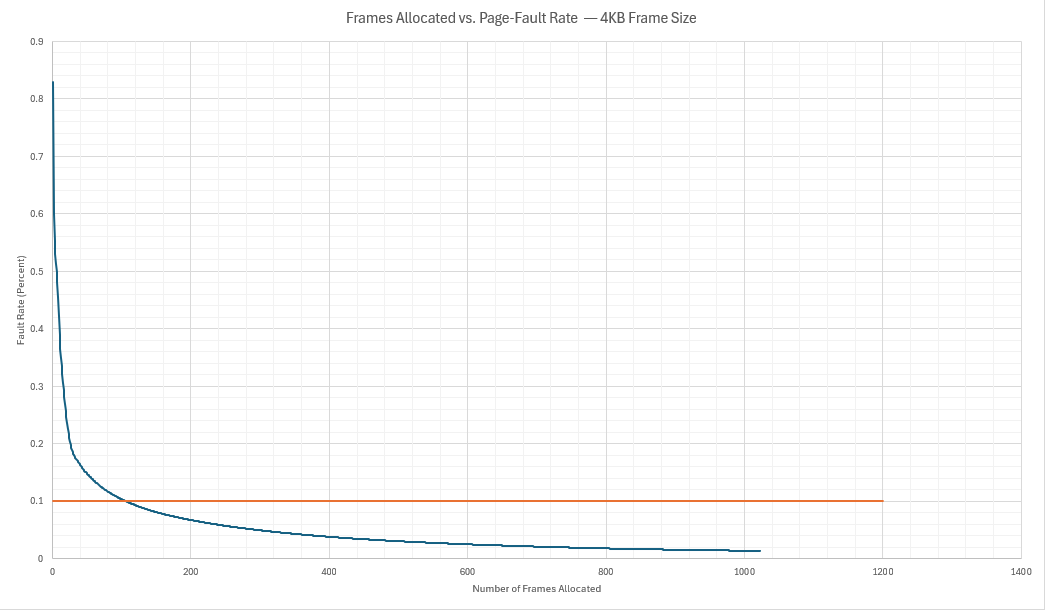 Frames Allocated vs. Page-Fault Rate — 4KB Frame Size
0.9
0.8
0.7
0.6
0.5
0.4
0.3
0.2
0.1
0
Fault Rate (Percent)
0 200 400 600 800 1000 1200 1400
Number of Frames Allocated